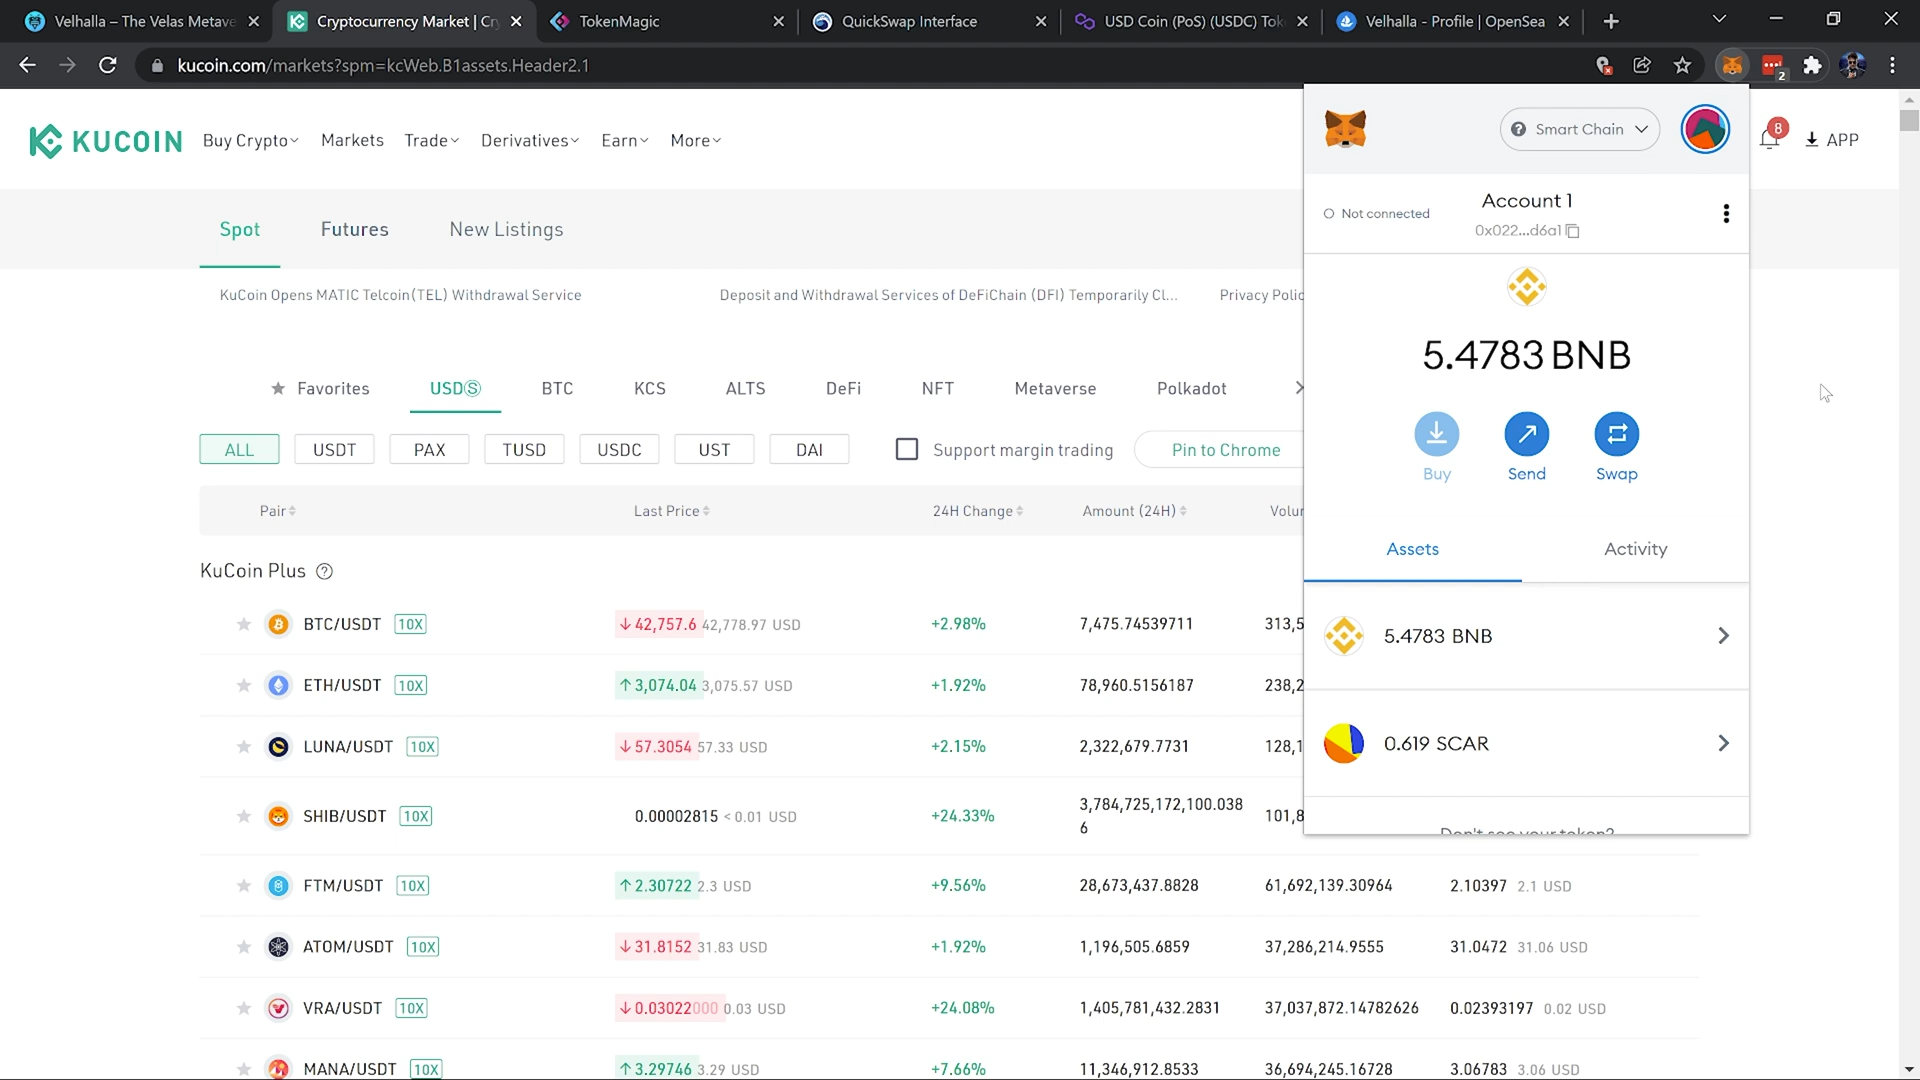 Velhalla – The Velas Metave
Cryptocurrency Market | Cry
TokenMagic
QuickSwap Interface
USD Coin (PoS) (USDC) Tok
Velhalla - Profile | OpenSea
kucoin.com/markets?spm=kcWeb.B1assets.Header2.1
2
KUCOIN
Buy Crypto
Markets
Trade
Derivatives
Earn
More
8
APP
Smart Chain
Spot
Futures
New Listings
Not connected
Account 1
0x022...d6a1
KuCoin Opens MATIC Telcoin(TEL) Withdrawal Service
Deposit and Withdrawal Services of DeFiChain (DFI) Temporarily Cl...
Privacy Polic
5.4783 BNB
Favorites
USDⓈ
BTC
KCS
ALTS
DeFi
NFT
Metaverse
Polkadot
ALL
USDT
PAX
TUSD
USDC
UST
DAI
Support margin trading
Pin to Chrome
Buy
Send
Swap
Pair
Last Price
24H Change
Amount (24H)
Volu
Assets
Activity
KuCoin Plus
BTC/USDT 10X 42,757.6 42,778.97 USD +2.98% 7,475.74539711 313,5
5.4783 BNB
ETH/USDT 10X 3,074.04 3,075.57 USD +1.92% 78,960.5156187 238,2
LUNA/USDT 10X 57.3054 57.33 USD +2.15% 2,322,679.7731 128,1
0.619 SCAR
SHIB/USDT 10X 0.00002815 < 0.01 USD +24.33% 3,784,725,172,100.038
6 101,8
Don't see your token?
FTM/USDT 10X 2.30722 2.3 USD +9.56% 28,673,437.8828 61,692,139.30964 2.10397 2.1 USD
ATOM/USDT 10X 31.8152 31.83 USD +1.92% 1,196,505.6859 37,286,214.9555 31.0472 31.06 USD
VRA/USDT 10X 0.03022000 0.03 USD +24.08% 1,405,781,432.2831 37,037,872.14782626 0.02393197 0.02 USD
MANA/USDT 10X 3.29746 3.29 USD +7.66% 11,346,912.8533 36,694,245.16728 3.06783 3.06 USD